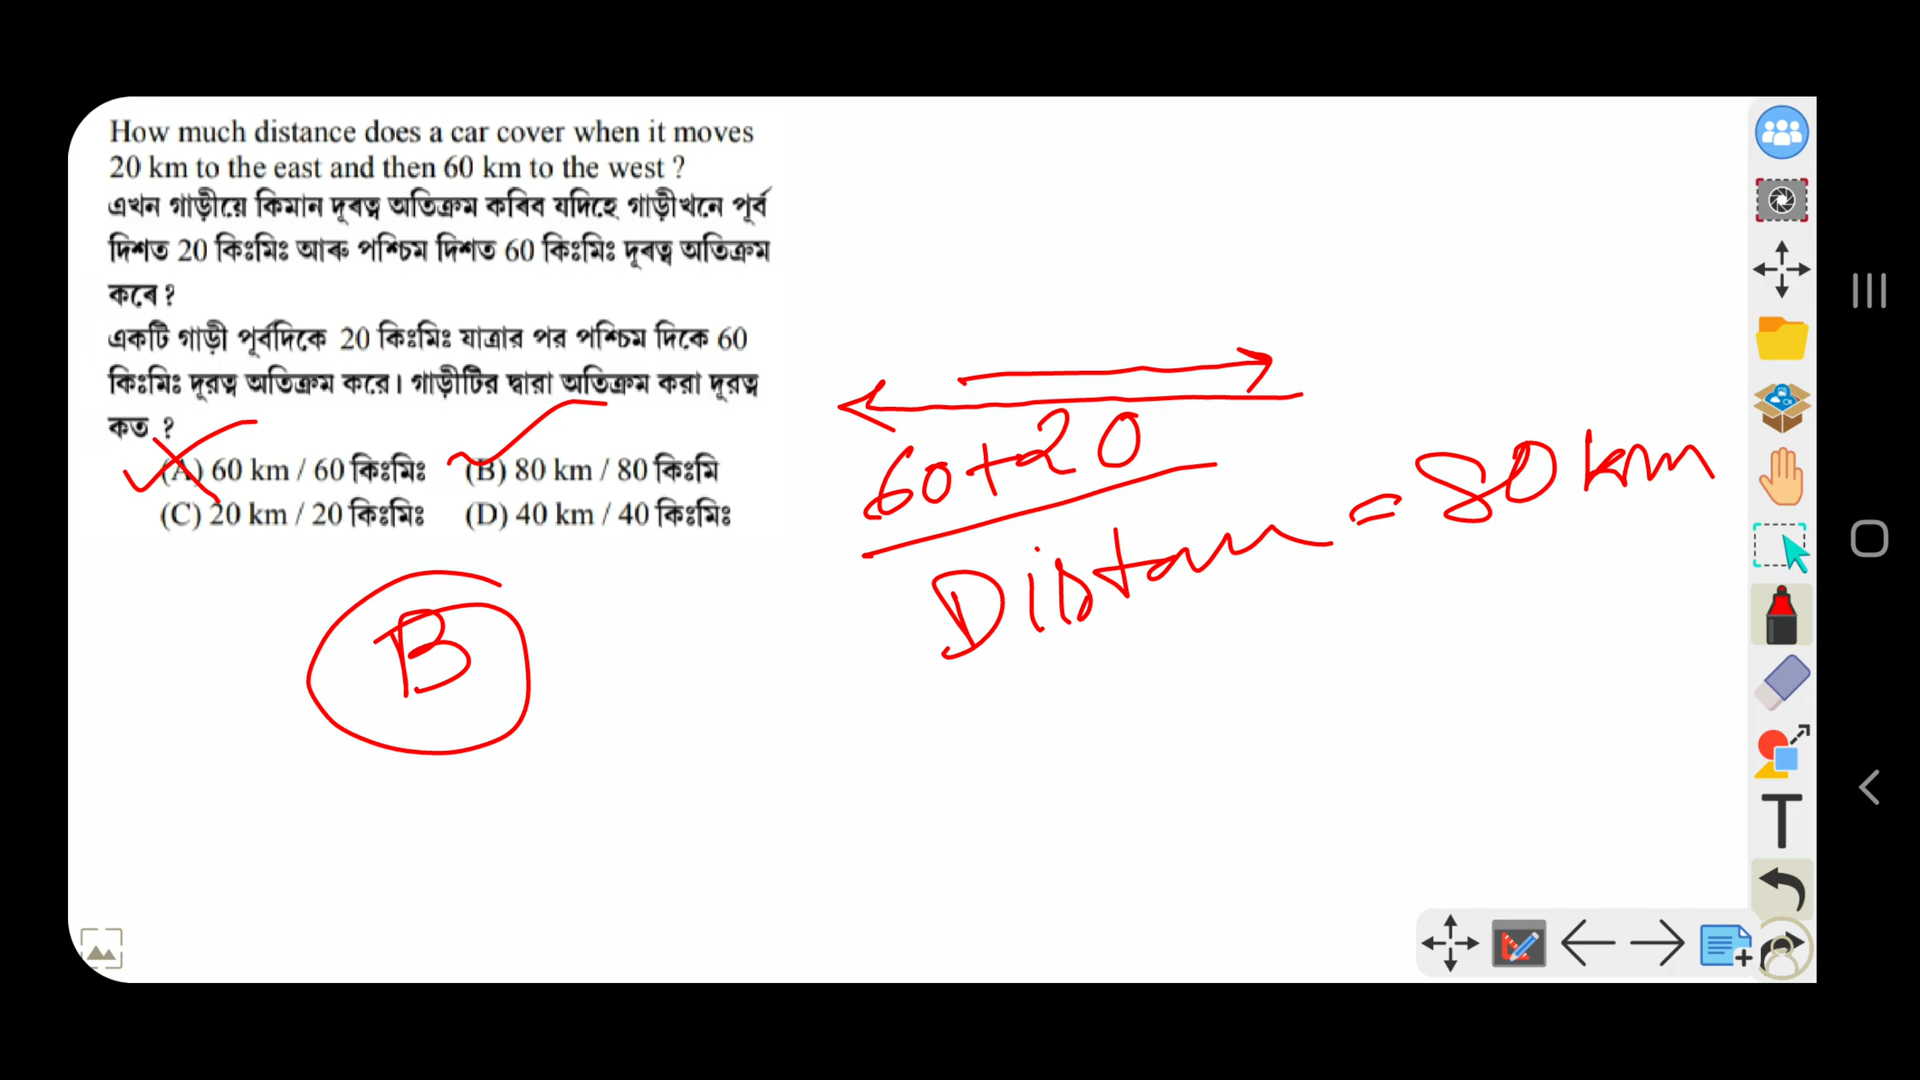 How much distance does a car cover when it moves
20 km to the east and then 60 km to the west ?
এখন গাড়ীয়ে কিমান দূৰত্ব অতিক্ৰম কৰিব যদিহে গাড়ীখনে পূৰ্ব
দিশত 20 কিঃমিঃ আৰু পশ্চিম দিশত 60 কিঃমিঃ দূৰত্ব অতিক্ৰম
কৰে ?
একটি গাড়ী পূর্বদিকে 20 কিঃমিঃ যাত্রার পর পশ্চিম দিকে 60
কিঃমিঃ দূরত্ব অতিক্রম করে। গাড়ীটির দ্বারা অতিক্রম করা দূরত্ব
কত ?
(A) 60 km / 60 কিঃমিঃ (B) 80 km / 80 কিঃমি
(C) 20 km / 20 কিঃমিঃ (D) 40 km / 40 কিঃমিঃ
60+20
= 80 km
B
T